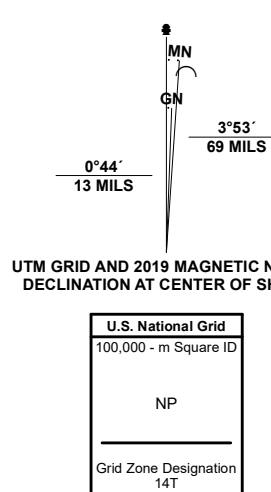 MN
GN
3°53´
69 MILS
0°44´
13 MILS
UTM GRID AND 2019 MAGNETIC
DECLINATION AT CENTER OF
U.S. National Grid
100,000 - m Square ID
NP
Grid Zone Designation
14T